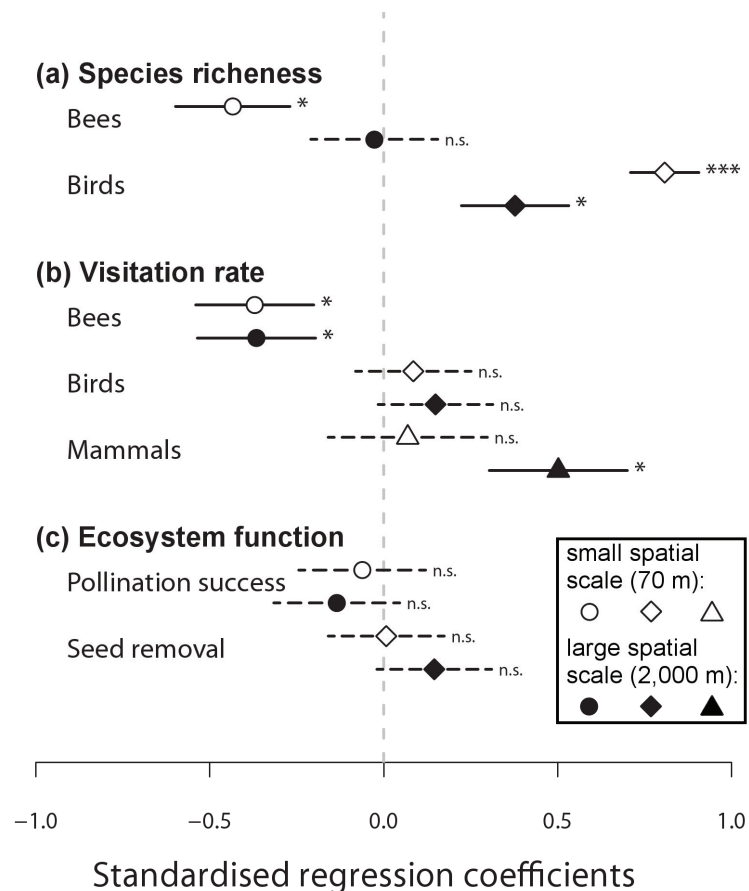 (a) Species richeness
Bees
*
n.s.
Birds
***
*
(b) Visitation rate
Bees
*
*
Birds
n.s.
n.s.
Mammals
n.s.
*
(c) Ecosystem function
Pollination success
n.s.
n.s.
Seed removal
n.s.
n.s.
small spatial
scale (70 m):
large spatial
scale (2,000 m):
−1.0 −0.5 0.0 0.5 1.0
Standardised regression coefficients